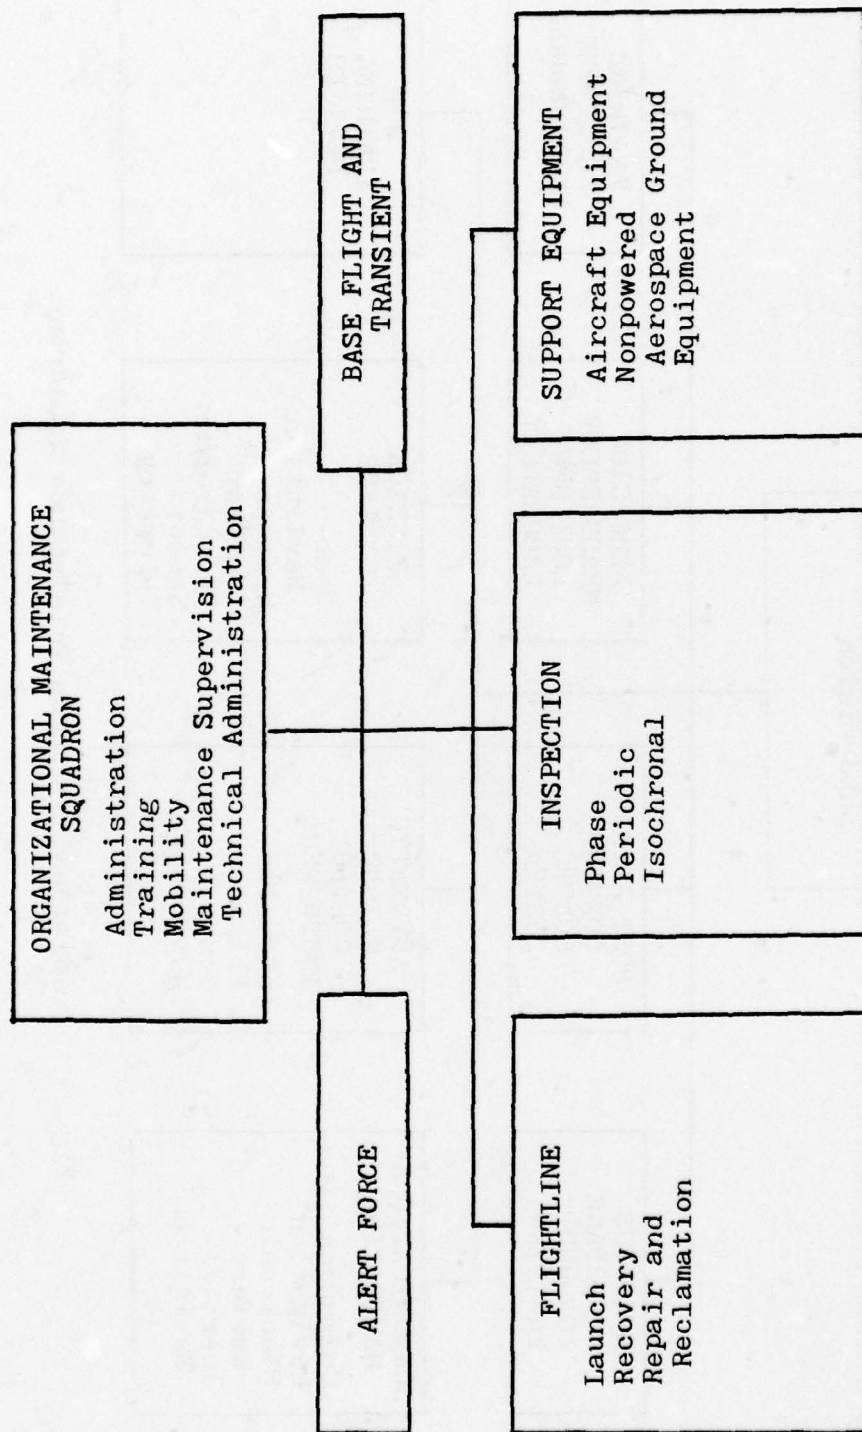 ORGANIZATIONAL MAINTENANCE
SQUADRON
Administration
Training
Mobility
Maintenance Supervision
Technical Administration
ALERT FORCE
BASE FLIGHT AND
TRANSIENT
FLIGHTLINE
Launch
Recovery
Repair and
Reclamation
INSPECTION
Phase
Periodic
Isochronal
SUPPORT EQUIPMENT
Aircraft Equipment
Nonpowered
Aerospace Ground
Equipment